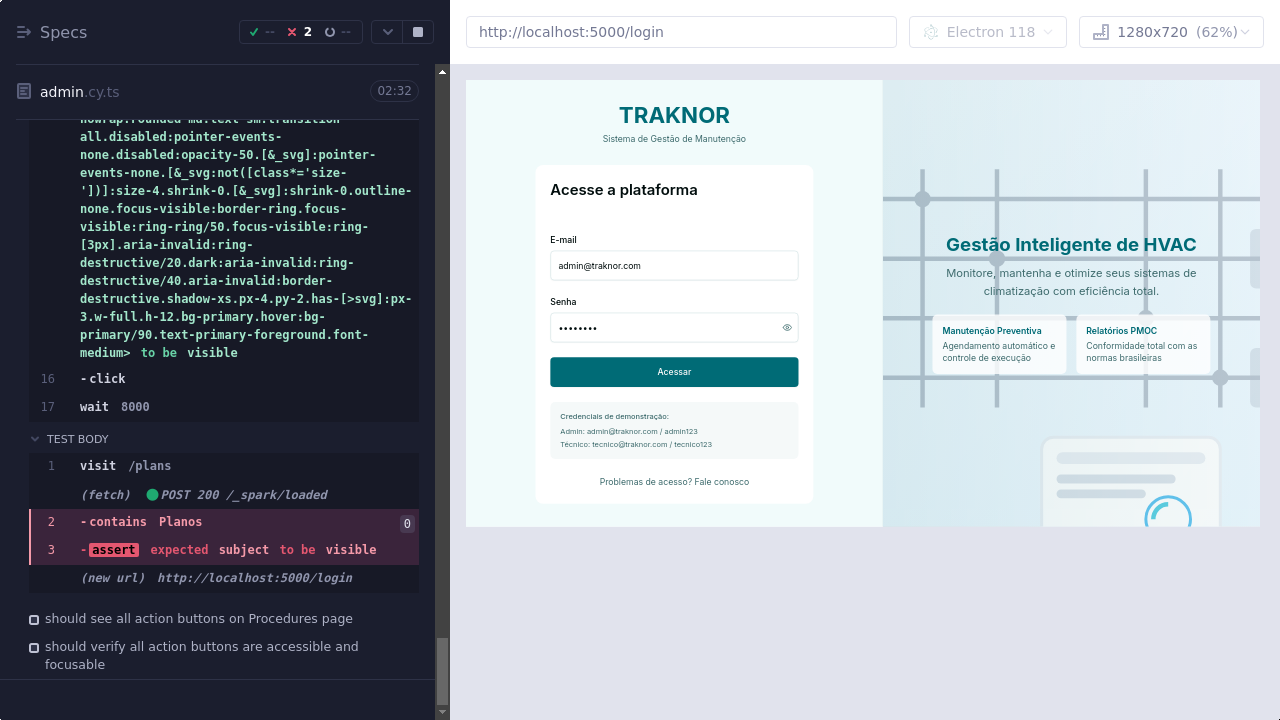 Specs
--
2
--
http://localhost:5000/login
Electron 118
1280x720 (62%)
admin.cy.ts
02:32
nowrap.rounded-md.text-sm.transition-
all.disabled:pointer-events-
none.disabled:opacity-50.[&_svg]:pointer-
events-none.[&_svg:not([class*='size-
'])]:size-4.shrink-0.[&_svg]:shrink-0.outline-
none.focus-visible:border-ring.focus-
visible:ring-ring/50.focus-visible:ring-
[3px].aria-invalid:ring-
destructive/20.dark:aria-invalid:ring-
destructive/40.aria-invalid:border-
destructive.shadow-xs.px-4.py-2.has-[>svg]:px-
3.w-full.h-12.bg-primary.hover:bg-
primary/90.text-primary-foreground.font-
medium> to be visible
16 -click
17 wait 8000
TEST BODY
1 visit /plans
(fetch) POST 200 /_spark/loaded
2 -contains Planos 0
3 -assert expected subject to be visible
(new url) http://localhost:5000/login
should see all action buttons on Procedures page
should verify all action buttons are accessible and
focusable
TRAKNOR
Sistema de Gestão de Manutenção
Acesse a plataforma
E-mail
admin@traknor.com
Senha
••••••••
Acessar
Credenciais de demonstração:
Admin: admin@traknor.com / admin123
Técnico: tecnico@traknor.com / tecnico123
Problemas de acesso? Fale conosco
Gestão Inteligente de HVAC
Monitore, mantenha e otimize seus sistemas de
climatização com eficiência total.
Manutenção Preventiva
Agendamento automático e
controle de execução
Relatórios PMOC
Conformidade total com as
normas brasileiras